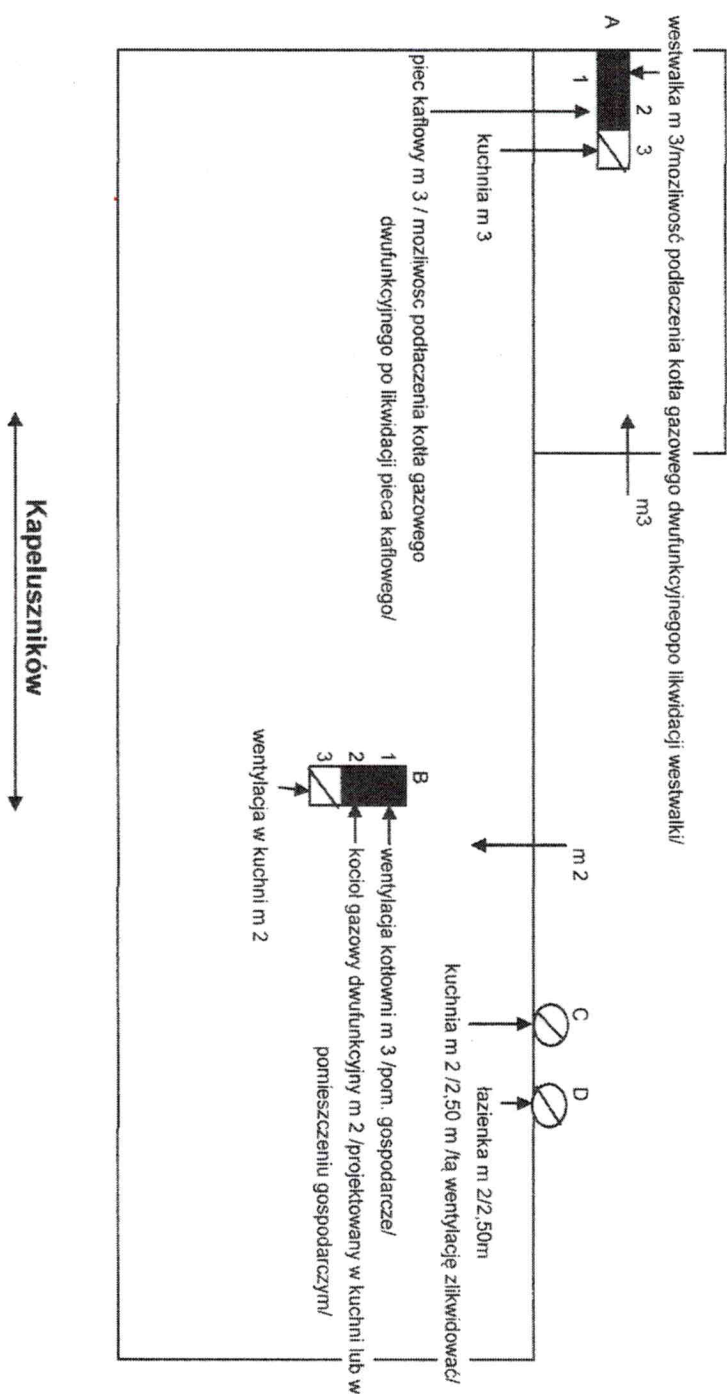 westwalka m 3/mozliwosć podłaczenia kotła gazowego dwufunkcyjnegopo likwidacji westwalki/
A
1
2
3
piec kaflowy m 3 / mozliwosc podłaczenia kotła gazowego
dwufunkcyjnego po likwidacji pieca kaflowego/
kuchnia m 3
m3
m 2
B
1
2
3
wentylacja kotłowni m 3 /pom. gospodarcze/
kocioł gazowy dwufunkcyjny m 2 /projektowany w kuchni lub w
pomieszczeniu gospodarczym/
wentylacja w kuchni m 2
C
D
łazienka m 2/2,50m
kuchnia m 2 /2,50 m /tą wentylację zlikwidować/
Kapeluszników